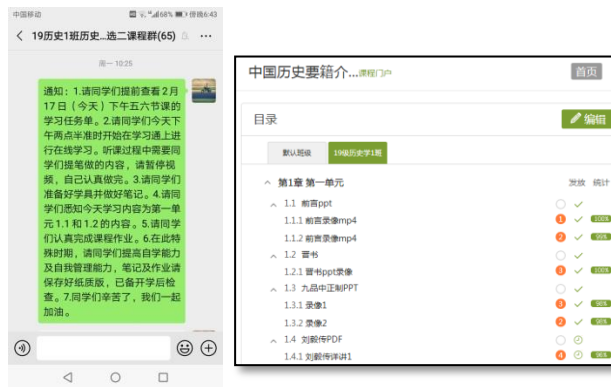 中国移动 68% 傍晚6:43
19历史1班历史...选二课程群(65)
周一 10:25
通知：1.请同学们提前查看2月
17日（今天）下午五六节课的
学习任务单。2.请同学们今天下
午两点半准时开始在学习通上进
行在线学习。听课过程中需要同
学们提笔做的内容，请暂停视
频，自己认真做完。3.请同学们
准备好学具并做好笔记。4.请同
学们悉知今天学习内容为第一单
元1.1和1.2的内容。5.请同学
们认真完成课程作业。6.在此特
殊时期，请同学们提高自学能力
及自我管理能力，笔记及作业请
保存好纸质版，已备开学后检
查。7.同学们辛苦了，我们一起
加油。
中国历史要籍介...课程门户 首页
目录 编辑
默认班级 19级历史学1班
第1章 第一单元 发放 统计
1.1 前言ppt
1.1.1 前言录像mp4 1 100%
1.1.2 前言录像mp4 2 99%
1.2 晋书
1.2.1 晋书ppt录像 3 100%
1.3 九品中正制PPT
1.3.1 录像1 3 98%
1.3.2 录像2 2 98%
1.4 刘毅传PDF
1.4.1 刘毅传详讲1 4 96%